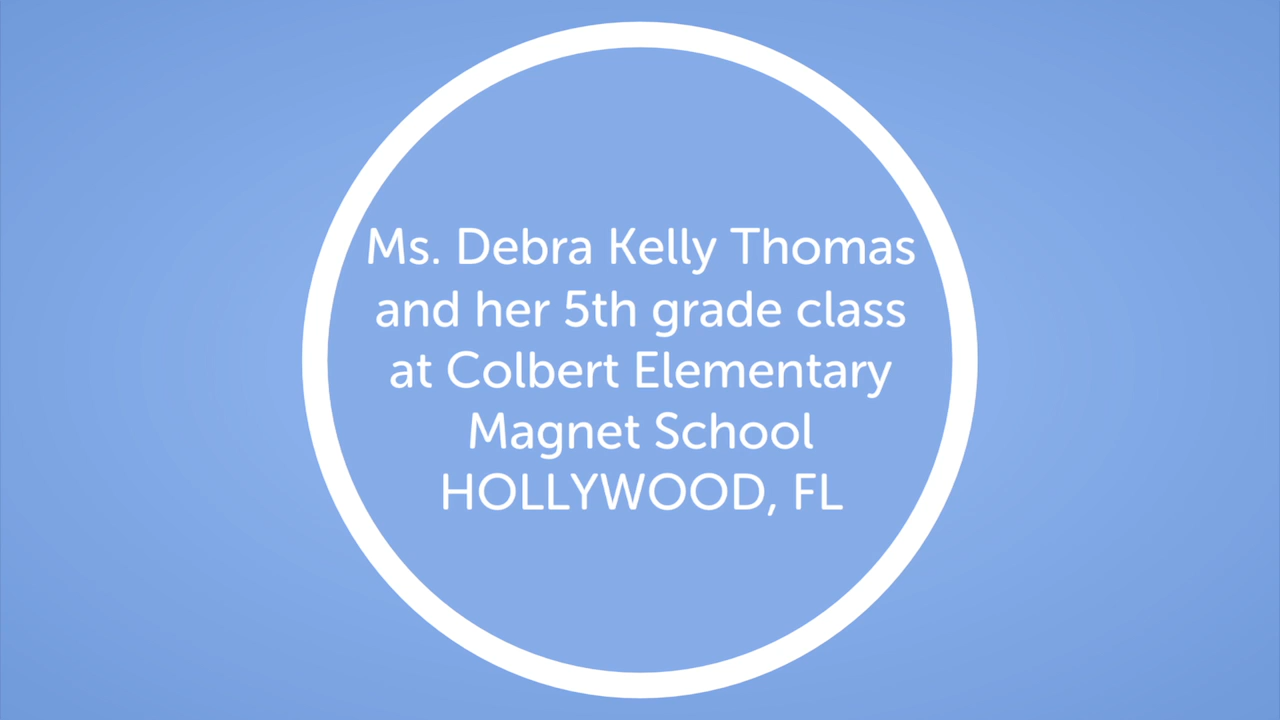 Ms. Debra Kelly Thomas
and her 5th grade class
at Colbert Elementary
Magnet School
HOLLYWOOD, FL